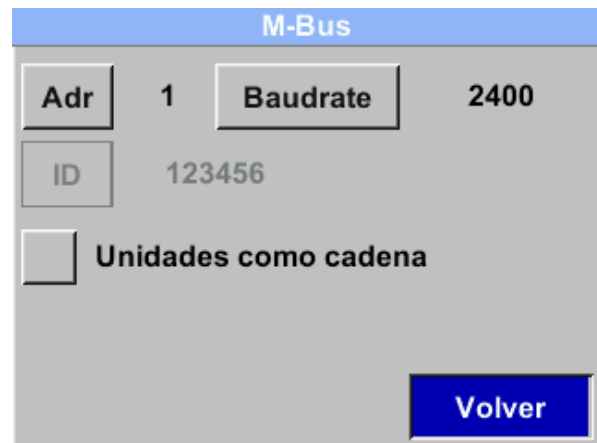 M-Bus
Adr 1 Baudrate 2400
ID 123456
Unidades como cadena
Volver